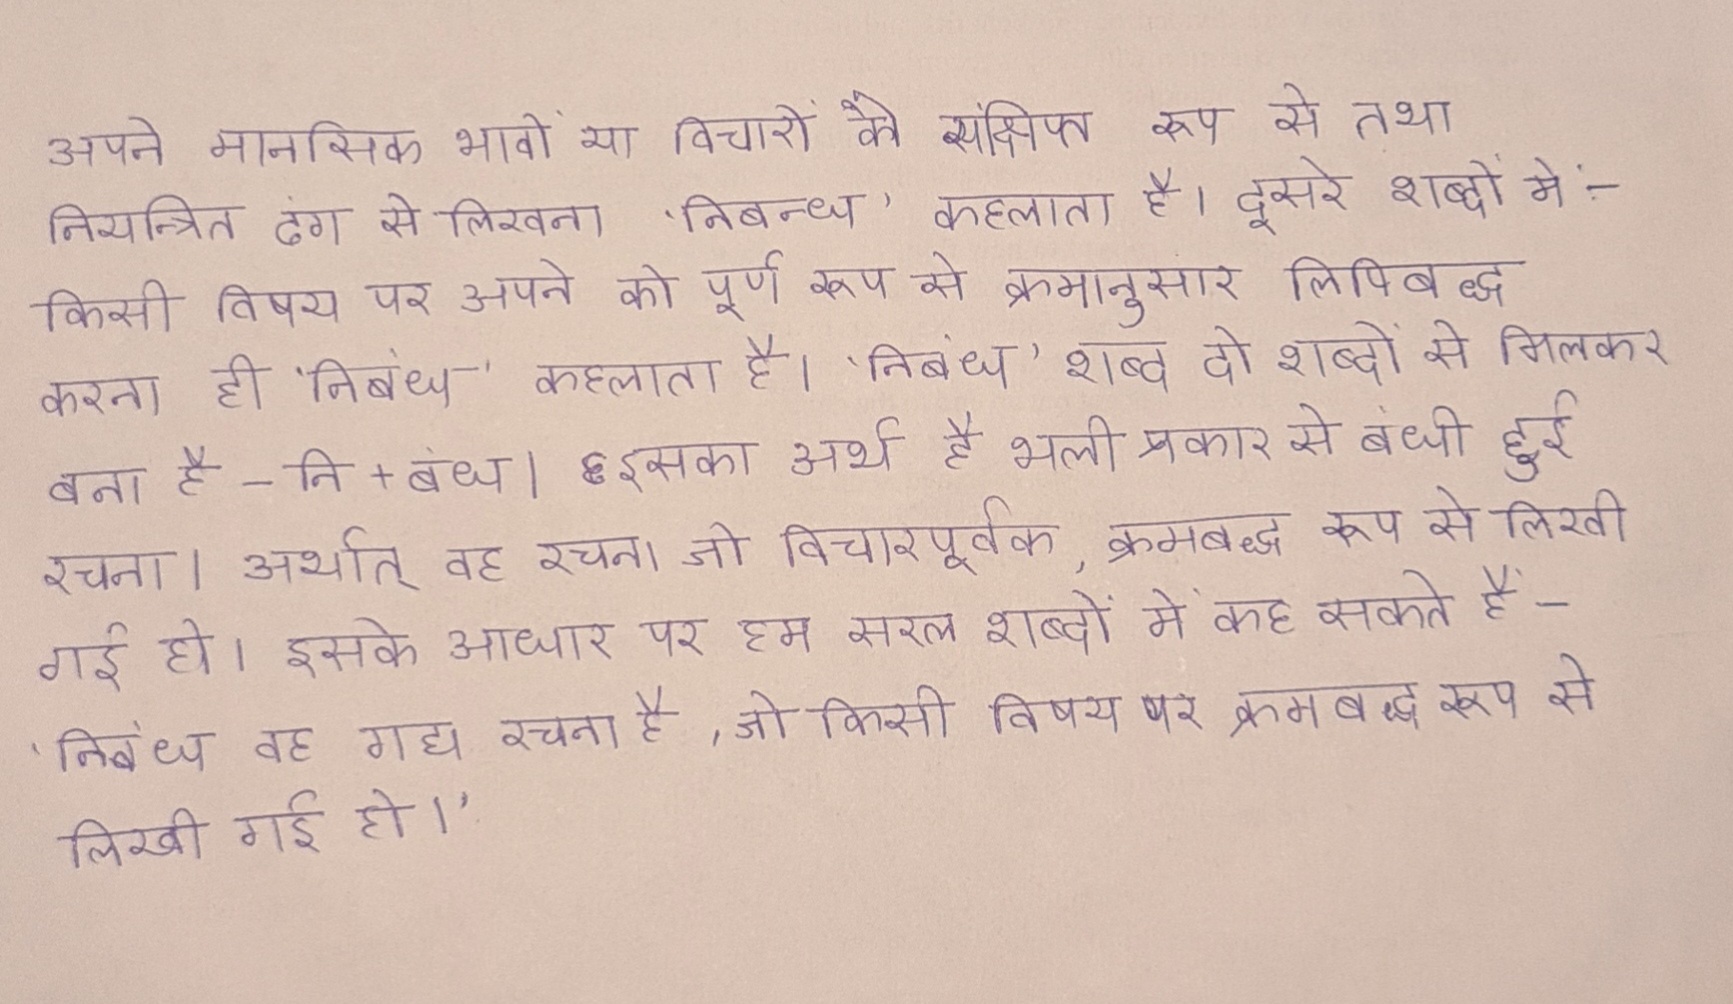 अपने मानसिक भावों या विचारों को संक्षिप्त रूप से तथा
नियन्त्रित ढंग से लिखना 'निबन्ध' कहलाता है। दूसरे शब्दों में :-
किसी विषय पर अपने को पूर्ण रूप से क्रमानुसार लिपिबद्ध
करना ही 'निबंध' कहलाता है। 'निबंध' शब्द दो शब्दों से मिलकर
बना है - नि + बंध। इसका अर्थ है भली प्रकार से बंधी हुई
रचना। अर्थात् वह रचना जो विचारपूर्वक, क्रमबद्ध रूप से लिखी
गई हो। इसके आधार पर हम सरल शब्दों में कह सकते हैं -
'निबंध वह गद्य रचना है, जो किसी विषय पर क्रमबद्ध रूप से
लिखी गई हो।'